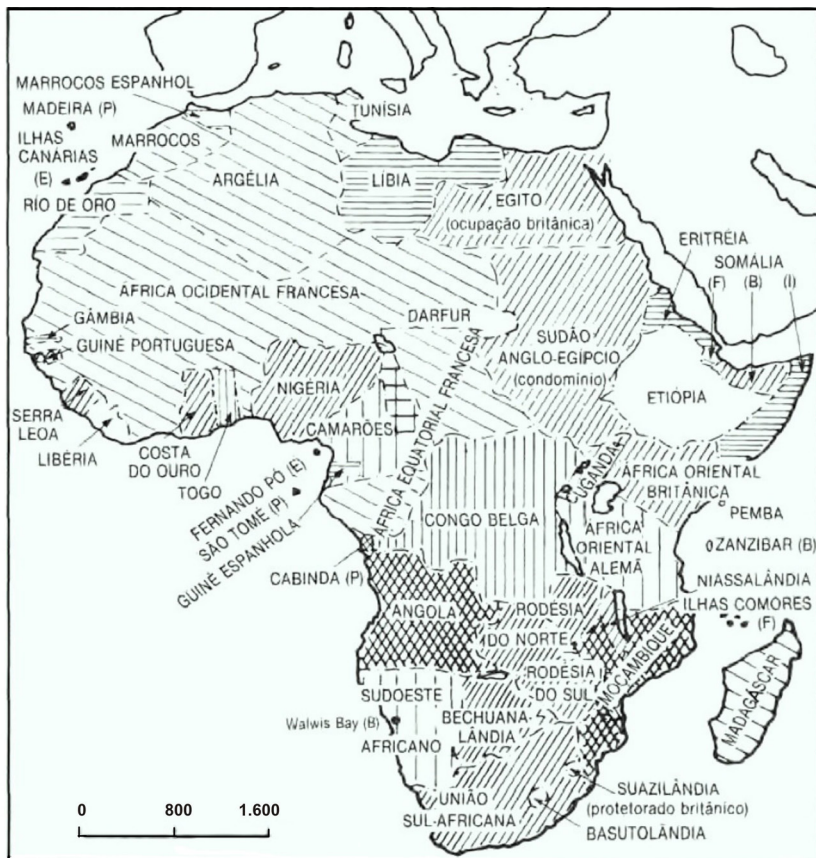 MARROCOS ESPANHOL
MADEIRA (P)
TUNÍSIA
ILHAS
CANÁRIAS
(E)
MARROCOS
ARGÉLIA
LÍBIA
RÍO DE ORO
EGITO
(ocupação britânica)
ERITRÉIA
SOMÁLIA
(F) (B) (I)
ÁFRICA OCIDENTAL FRANCESA
GÂMBIA
GUINÉ PORTUGUESA
DARFUR
SUDÃO
ANGLO-EGÍPCIO
(condomínio)
NIGÉRIA
ETIÓPIA
SERRA
LEOA
LIBÉRIA
COSTA
DO OURO
TOGO
CAMARÕES
ÁFRICA EQUATORIAL FRANCESA
FERNANDO PÓ (E)
SÃO TOMÉ (P)
GUINÉ ESPANHOLA
UGANDA
ÁFRICA ORIENTAL
BRITÂNICA
CONGO BELGA
PEMBA
ZANZIBAR (B)
ÁFRICA
ORIENTAL
ALEMÃ
CABINDA (P)
NIASSALÂNDIA
ILHAS COMORES
(F)
ANGOLA
RODÉSIA
DO NORTE
MOÇAMBIQUE
RODÉSIA
DO SUL
MADAGASCAR
SUDOESTE
AFRICANO
Walwis Bay (B)
BECHUANA-
LÂNDIA
UNIÃO
SUL-AFRICANA
SUAZILÂNDIA
(protetorado britânico)
BASUTOLÂNDIA
0 800 1.600